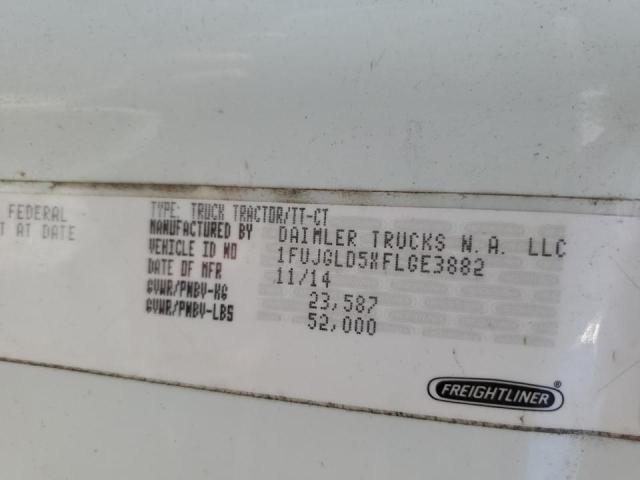 FEDERAL
T AT DATE
TYPE: TRUCK TRACTOR/TT-CT
MANUFACTURED BY DAIMLER TRUCKS N.A. LLC
VEHICLE ID NO 1FUJGLD5XFLGE3882
DATE OF MFR 11/14
GVWR/PNBV-KG 23,587
GVWR/PNBV-LBS 52,000
FREIGHTLINER®